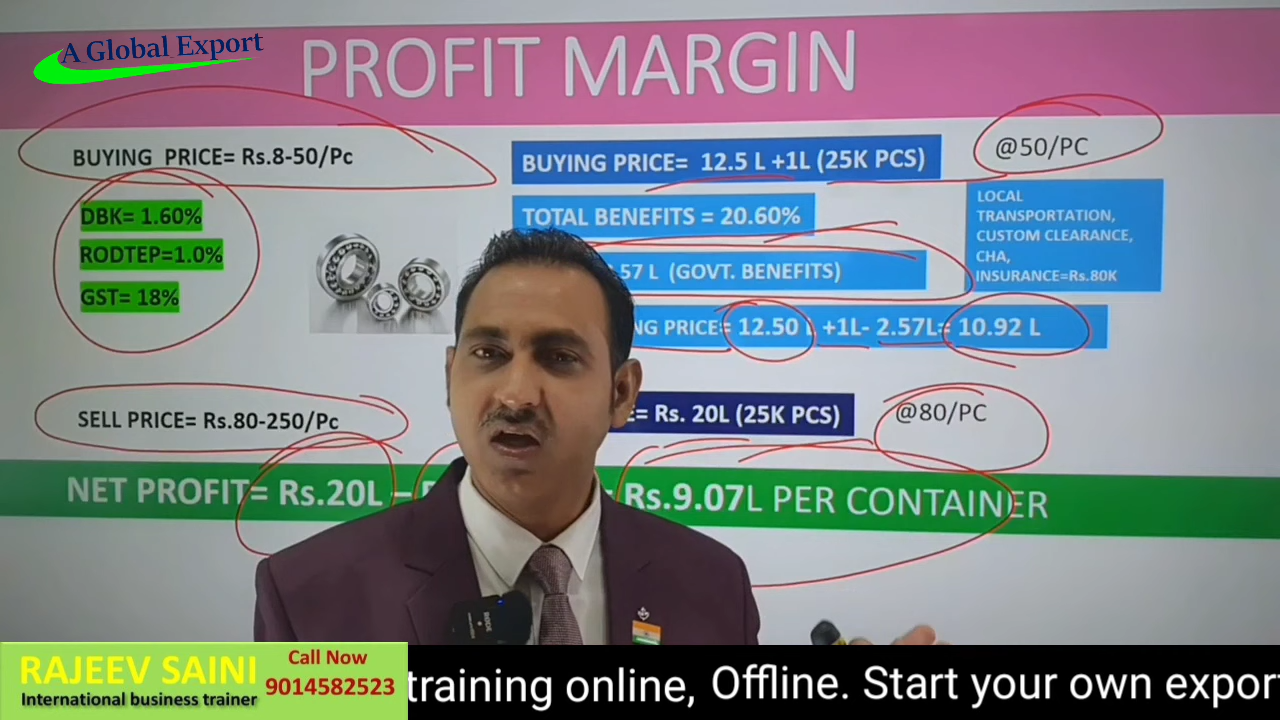 A Global Export
PROFIT MARGIN
BUYING PRICE= Rs.8-50/Pc
DBK= 1.60%
RODTEP=1.0%
GST= 18%
SELL PRICE= Rs.80-250/Pc
BUYING PRICE= 12.5 L +1L (25K PCS)
@50/PC
TOTAL BENEFITS = 20.60%
57 L (GOVT. BENEFITS)
LOCAL
TRANSPORTATION,
CUSTOM CLEARANCE,
CHA,
INSURANCE=Rs.80K
NG PRICE= 12.50 L +1L- 2.57L= 10.92 L
= Rs. 20L (25K PCS)
@80/PC
NET PROFIT= Rs.20L – = Rs.9.07L PER CONTAINER
RAJEEV SAINI
International business trainer
Call Now
9014582523
training online, Offline. Start your own expor